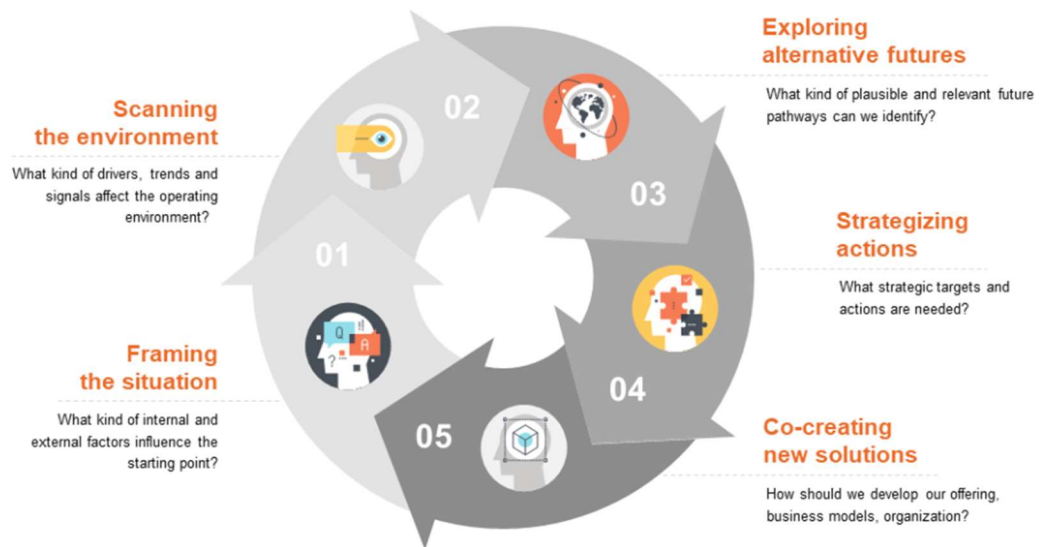 01
Framing
the situation
What kind of internal and
external factors influence the
starting point?
Q
A
?
02
Scanning
the environment
What kind of drivers, trends and
signals affect the operating
environment?
03
Exploring
alternative futures
What kind of plausible and relevant future
pathways can we identify?
04
Strategizing
actions
What strategic targets and
actions are needed?
05
Co-creating
new solutions
How should we develop our offering,
business models, organization?